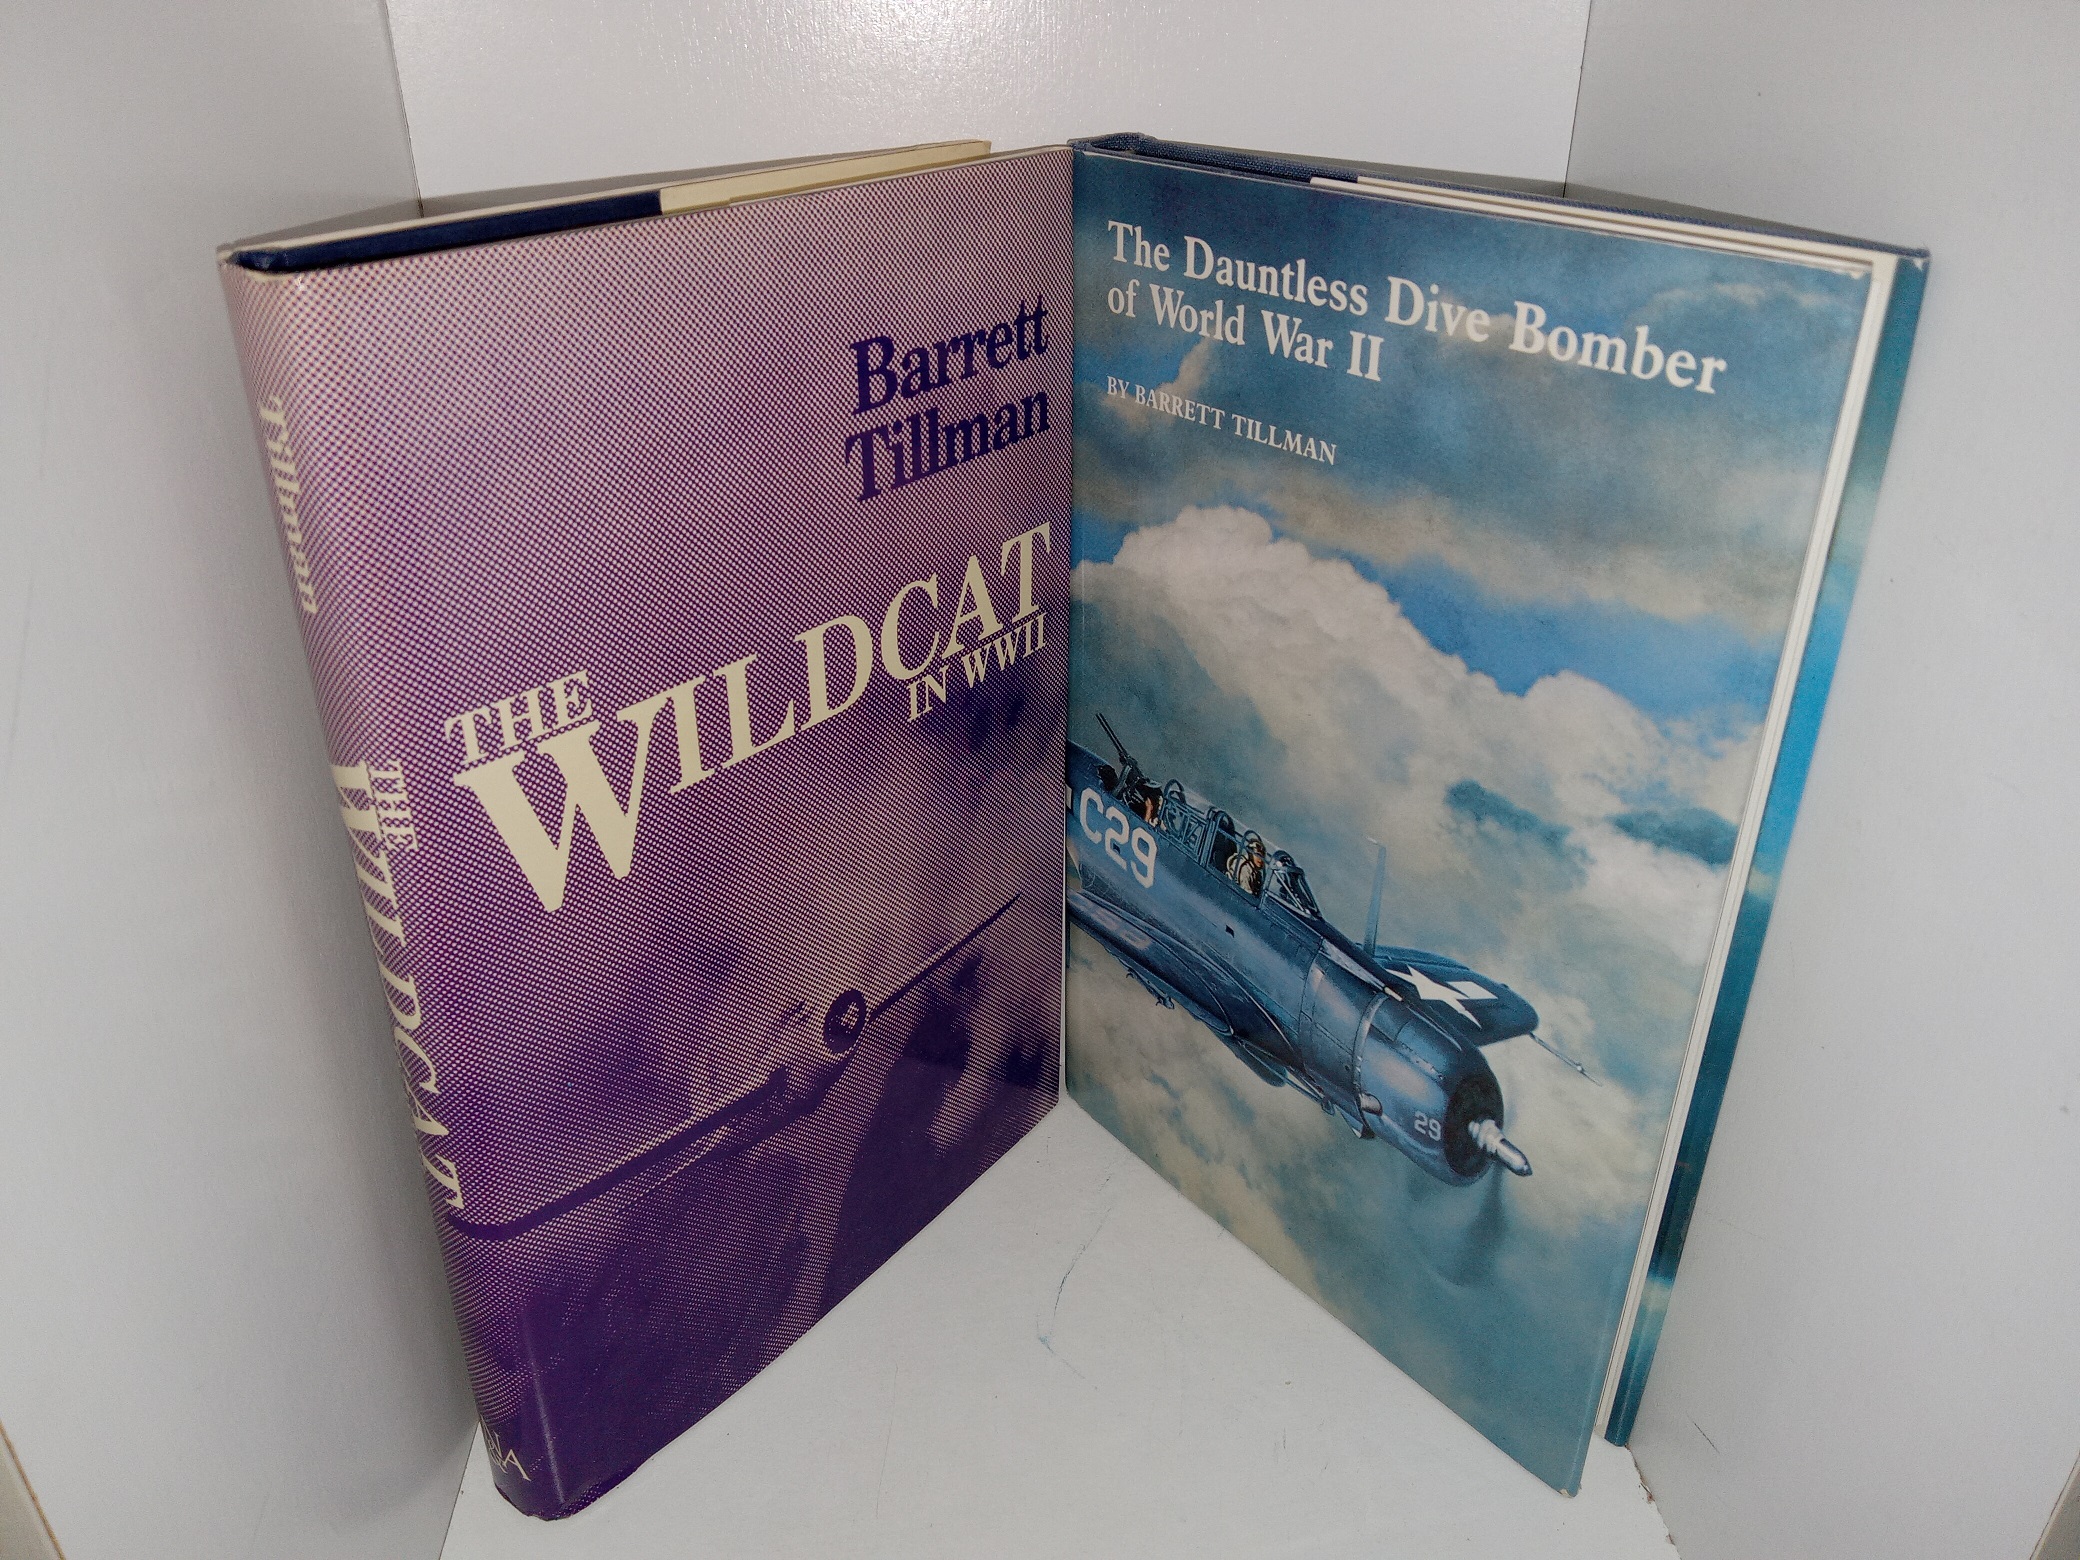 Tillman
THE
WILDCAT
Barrett
Tillman
THE
WILDCAT
IN WWII
The Dauntless Dive Bomber
of World War II
BY BARRETT TILLMAN
C29
29